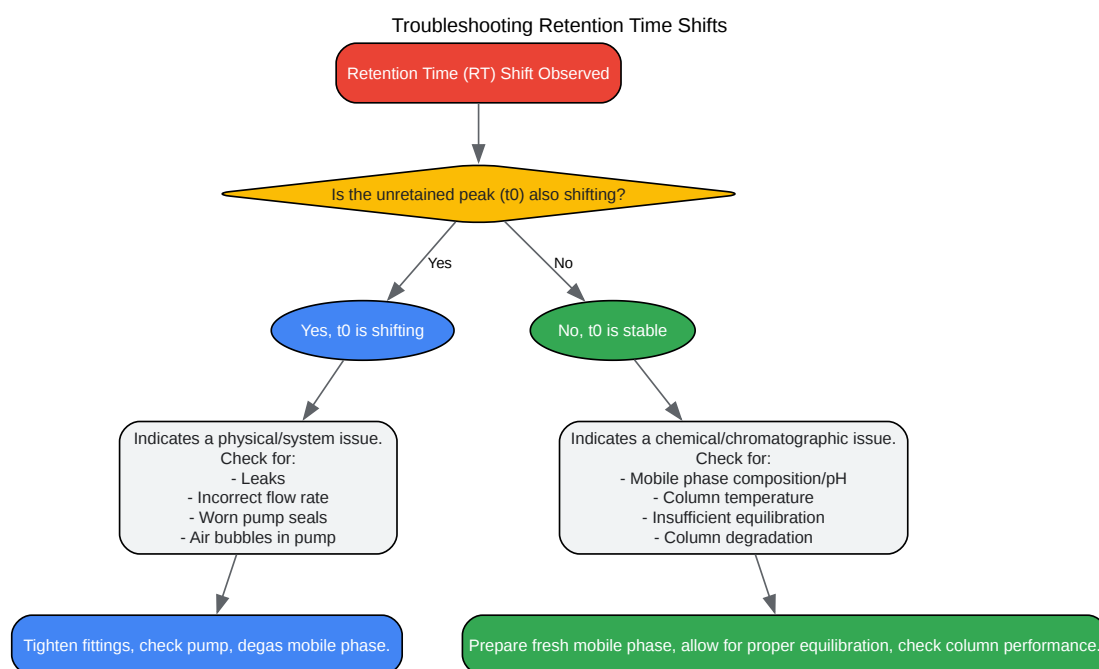 Troubleshooting Retention Time Shifts
Retention Time (RT) Shift Observed
Is the unretained peak (t0) also shifting?
Yes
No
Yes, t0 is shifting
No, t0 is stable
Indicates a physical/system issue.
Check for:
- Leaks
- Incorrect flow rate
- Worn pump seals
- Air bubbles in pump
Indicates a chemical/chromatographic issue.
Check for:
- Mobile phase composition/pH
- Column temperature
- Insufficient equilibration
- Column degradation
Tighten fittings, check pump, degas mobile phase.
Prepare fresh mobile phase, allow for proper equilibration, check column performance.